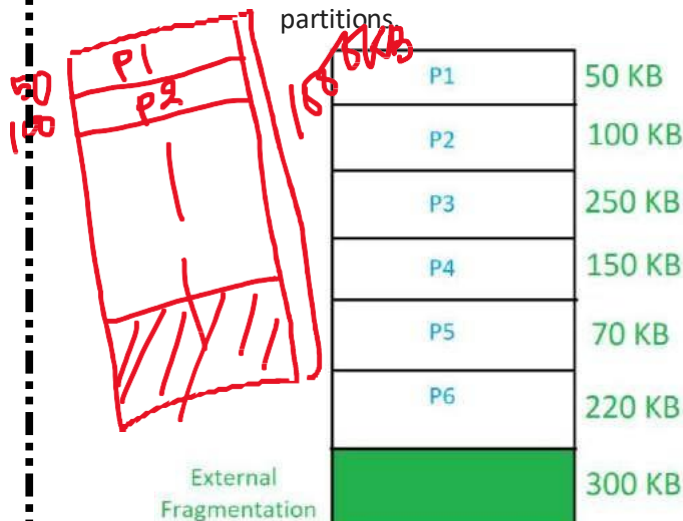 partitions.
P1
P2
50
100
P1 50 KB
P2 100 KB
P3 250 KB
P4 150 KB
P5 70 KB
P6 220 KB
External
Fragmentation
300 KB